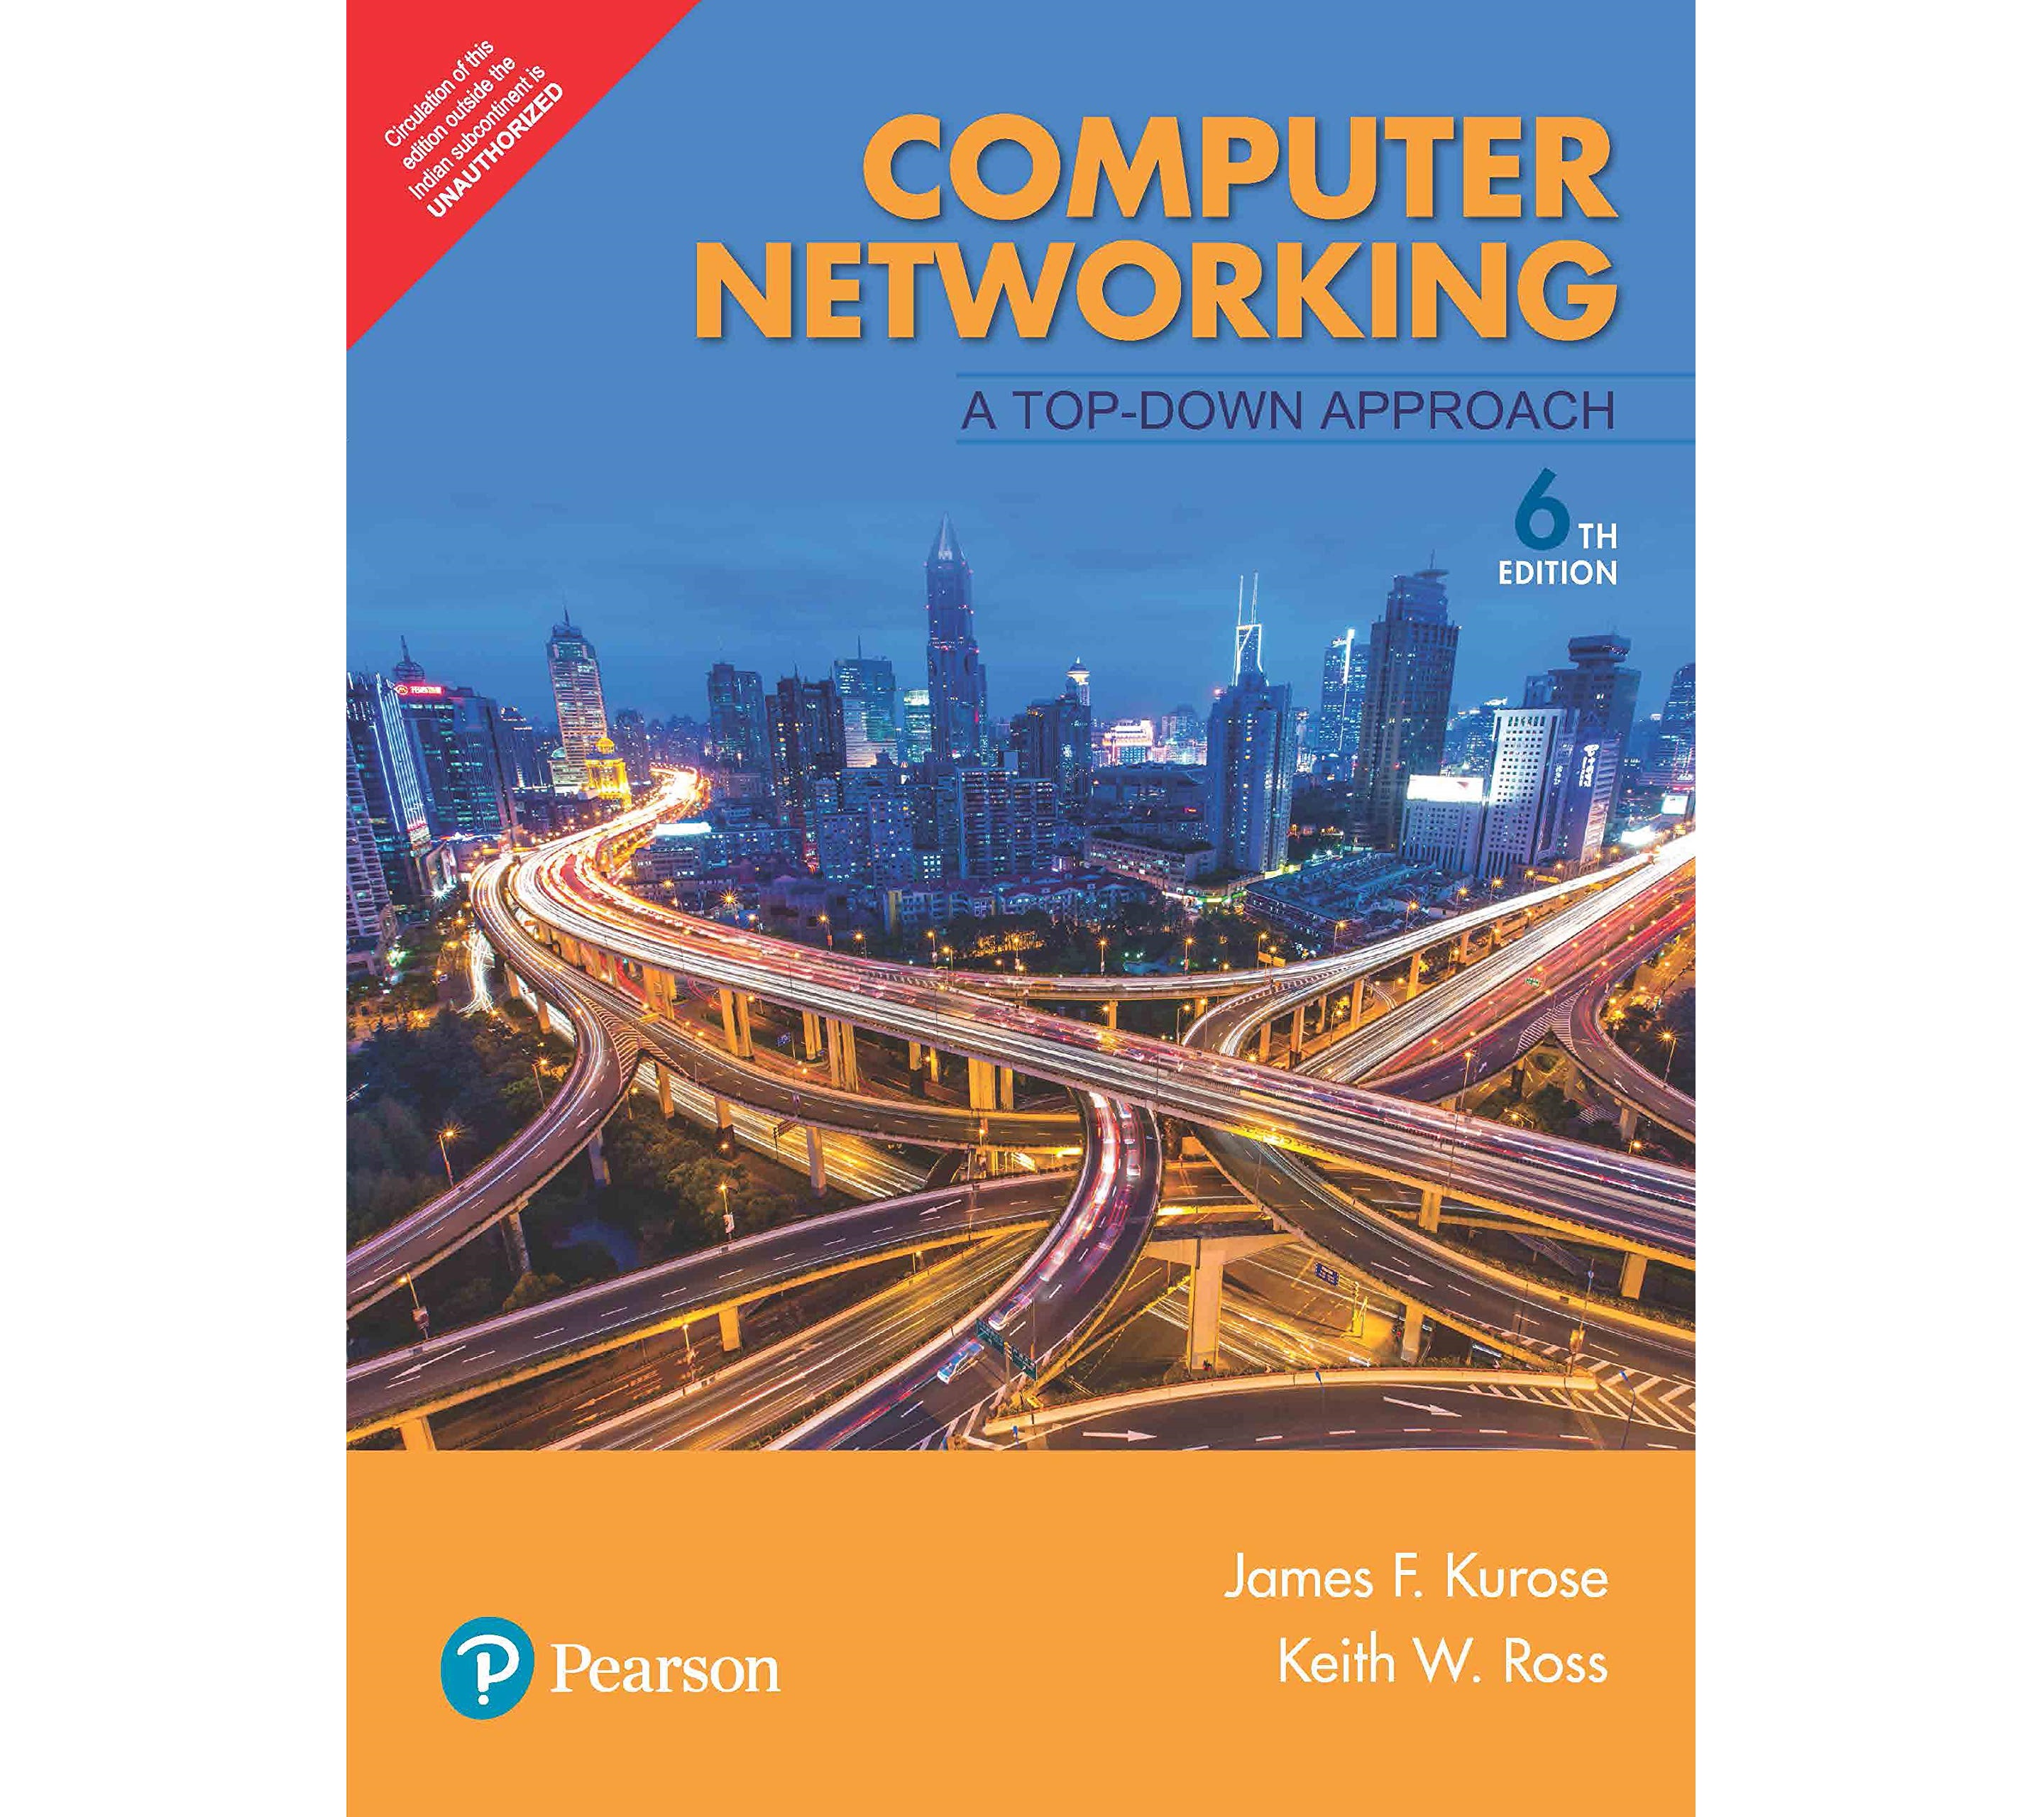 Circulation of this
edition outside the
Indian subcontinent is
UNAUTHORIZED
COMPUTER
NETWORKING
A TOP-DOWN APPROACH
6TH
EDITION
James F. Kurose
Keith W. Ross
Pearson